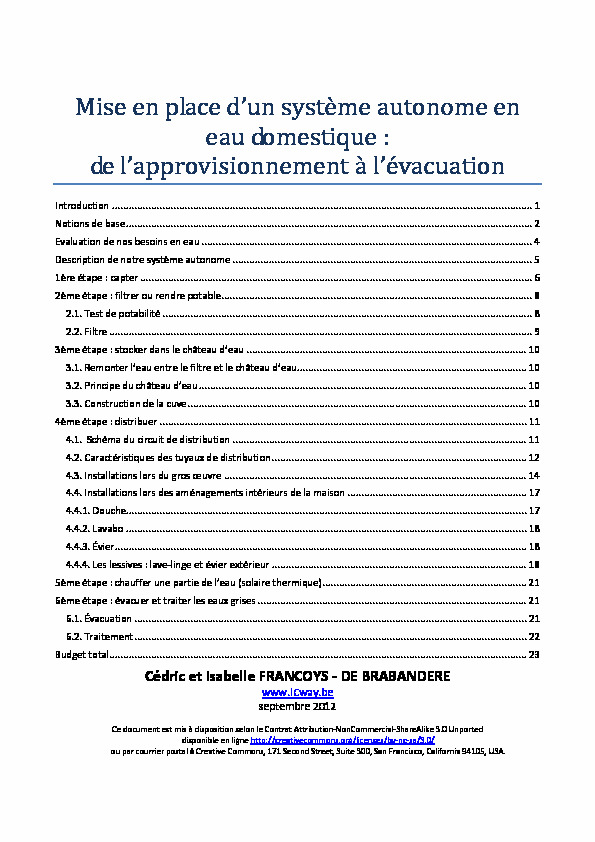 Mise en place d'un système autonome en
eau domestique :
de l'approvisionnement à l'évacuation
Introduction ........ 1
Notions de base ........ 2
Evaluation de nos besoins en eau ........ 4
Description de notre système autonome ........ 5
1ère étape : capter ........ 6
2ème étape : filtrer ou rendre potable ........ 8
2.1. Test de potabilité ........ 8
2.2. Filtre ........ 9
3ème étape : stocker dans le château d'eau ........ 10
3.1. Remonter l'eau entre le filtre et le château d'eau ........ 10
3.2. Principe du château d'eau ........ 10
3.3. Construction de la cuve ........ 10
4ème étape : distribuer ........ 11
4.1. Schéma du circuit de distribution ........ 11
4.2. Caractéristiques des tuyaux de distribution ........ 12
4.3. Installations lors du gros œuvre ........ 14
4.4. Installations lors des aménagements intérieurs de la maison ........ 17
4.4.1. Douche ........ 17
4.4.2. Lavabo ........ 18
4.4.3. Évier ........ 18
4.4.4. Les lessives : lave-linge et évier extérieur ........ 18
5ème étape : chauffer une partie de l'eau (solaire thermique) ........ 21
6ème étape : évacuer et traiter les eaux grises ........ 21
6.1. Évacuation ........ 21
6.2. Traitement ........ 22
Budget total ........ 23
Cédric et Isabelle FRANCOYS - DE BRABANDERE
www.icway.be
septembre 2012
Ce document est mis à disposition selon le Contrat Attribution-NonCommercial-ShareAlike 3.0 Unported
disponible en ligne http://creativecommons.org/licenses/by-nc-sa/3.0/
ou par courrier postal à Creative Commons, 171 Second Street, Suite 300, San Francisco, California 94105, USA.